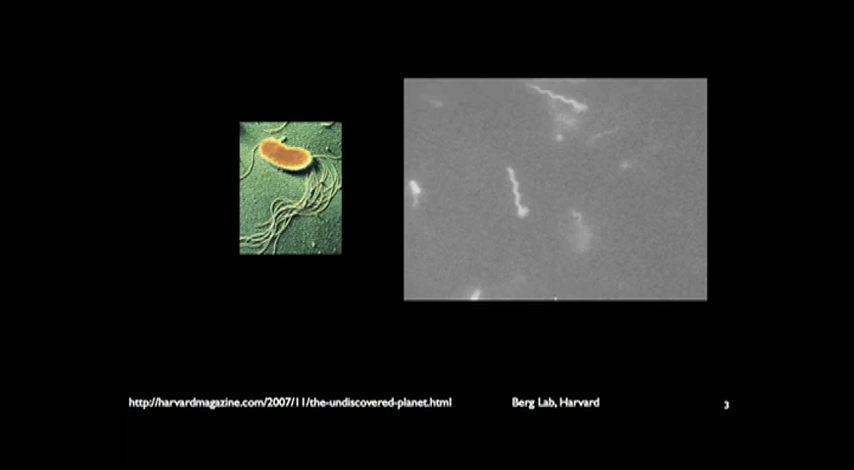 http://harvardmagazine.com/2007/11/the-undiscovered-planet.html
Berg Lab, Harvard
3